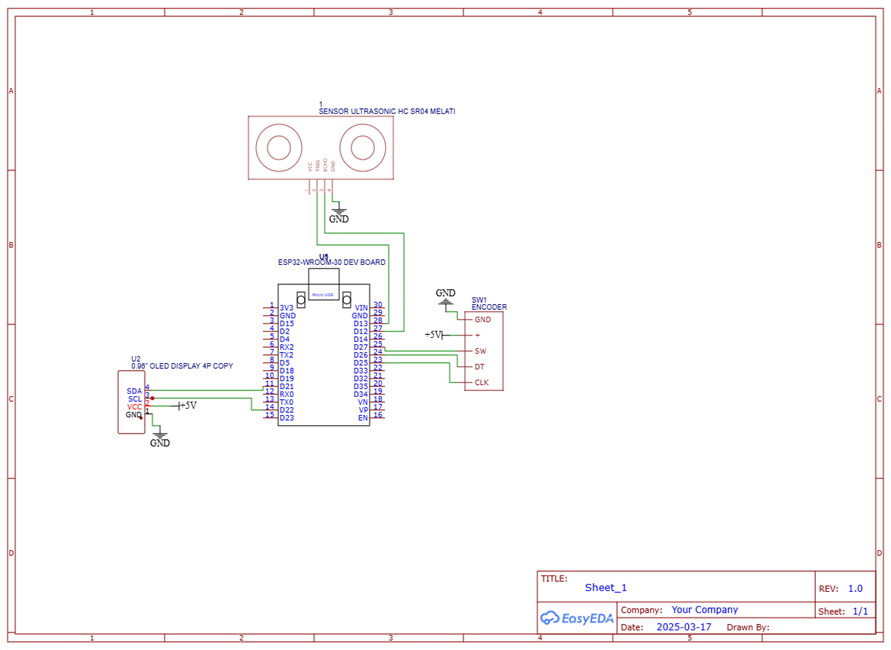 1 2 3 4 5
A A
B B
C C
D D
1
SENSOR ULTRASONIC HC SR04 MELATI
VCC
TRIG
ECHO
GND
1 2 3 4
GND
ESP32-WROOM-30 DEV BOARD
Micro USB
1 3V3 VIN 30
2 GND GND 29
3 D15 D13 28
4 D2 D12 27
5 D4 D14 26
6 RX2 D27 25
7 TX2 D26 24
8 D5 D25 23
9 D18 D33 22
10 D19 D32 21
11 D21 D35 20
12 RX0 D34 19
13 TX0 VN 18
14 D22 VP 17
15 D23 EN 16
GND
SW1
ENCODER
GND
+5V
+
SW
DT
CLK
U2
0.96" OLED DISPLAY 4P COPY
SDA 4
SCL 3
VCC 2
GND 1
+5V
GND
TITLE:
Sheet_1
REV: 1.0
EasyEDA
Company: Your Company
Sheet: 1/1
Date: 2025-03-17 Drawn By:
1 2 3 4 5